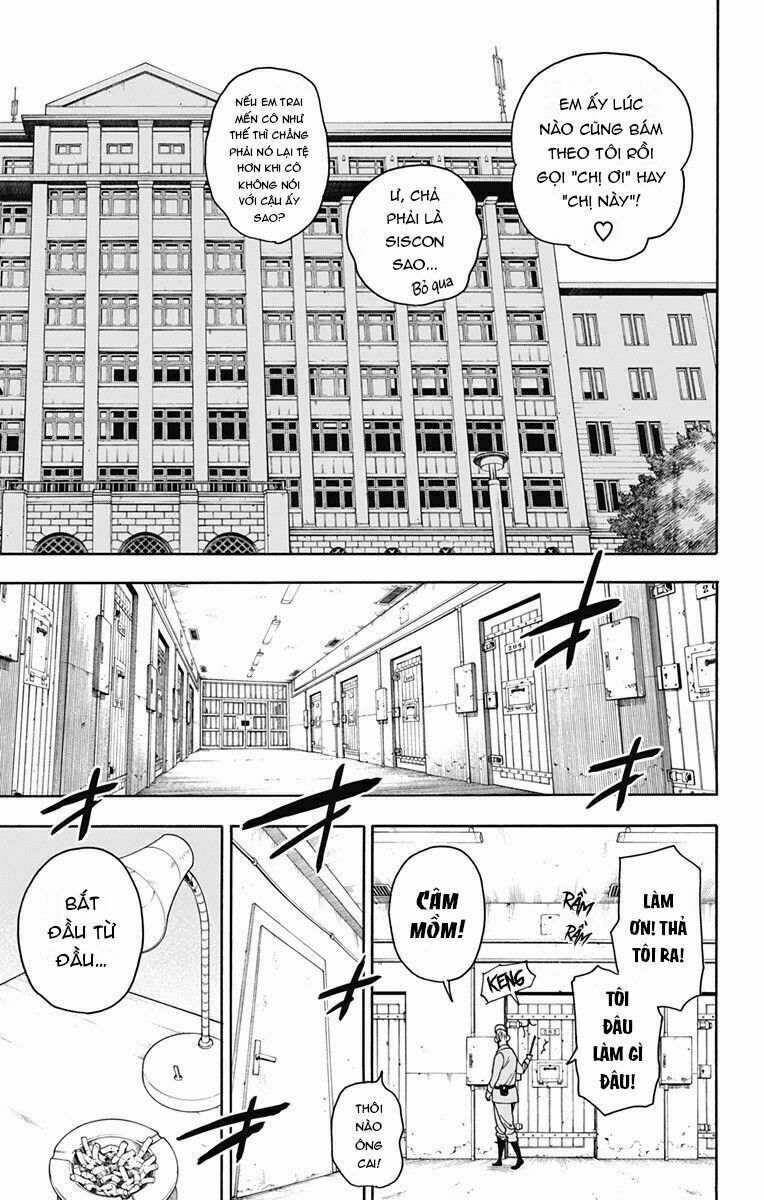 EM ẤY LÚC
NÀO CŨNG BÁM
THEO TÔI RỒI
GỌI "CHỊ ƠI" HAY
"CHỊ NÀY"!
NẾU EM TRAI
MẾN CÔ NHƯ
THẾ THÌ CHẲNG
PHẢI NÓ LẠI TỆ
HƠN KHI CÔ
KHÔNG NÓI
VỚI CẬU ẤY
SAO?
Ư, CHẢ
PHẢI LÀ
SISCON
SAO...
Bỏ qua
204
LÀM
ƠN! THẢ
TÔI RA!
RẦM
RẦM
CÂM
MỒM!
KENG
TÔI
ĐÂU
LÀM GÌ
ĐÂU!
203
THÔI
NÀO
ÔNG
CAI!
BẮT
ĐẦU TỪ
ĐẦU...